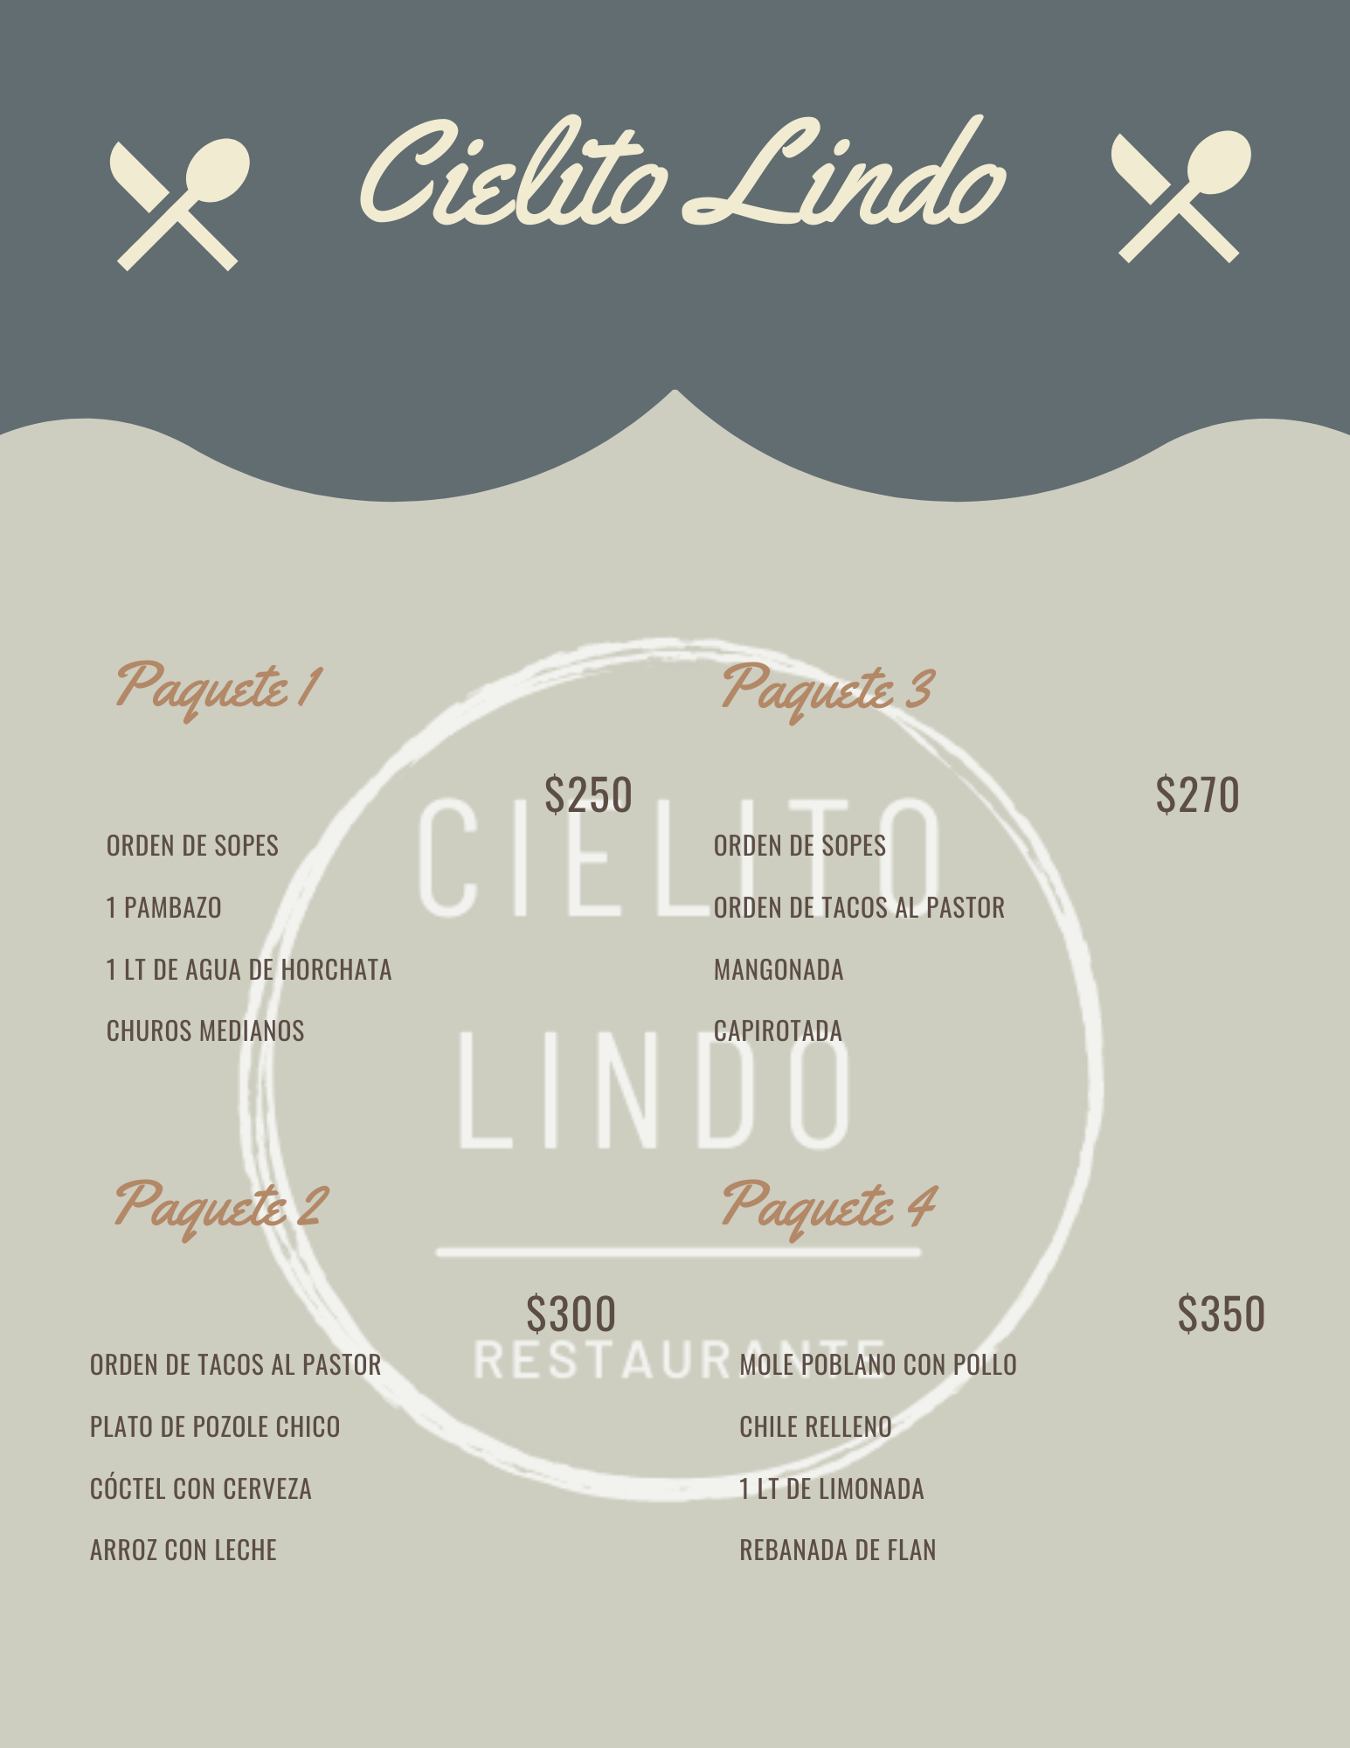 Cielito Lindo
Paquete 1
$250
ORDEN DE SOPES
1 PAMBAZO
1 LT DE AGUA DE HORCHATA
CHUROS MEDIANOS
Paquete 2
$300
ORDEN DE TACOS AL PASTOR
PLATO DE POZOLE CHICO
CÓCTEL CON CERVEZA
ARROZ CON LECHE
Paquete 3
$270
ORDEN DE SOPES
ORDEN DE TACOS AL PASTOR
MANGONADA
CAPIROTADA
Paquete 4
$350
MOLE POBLANO CON POLLO
CHILE RELLENO
1 LT DE LIMONADA
REBANADA DE FLAN
CIELITO
LINDO
RESTAURANTE